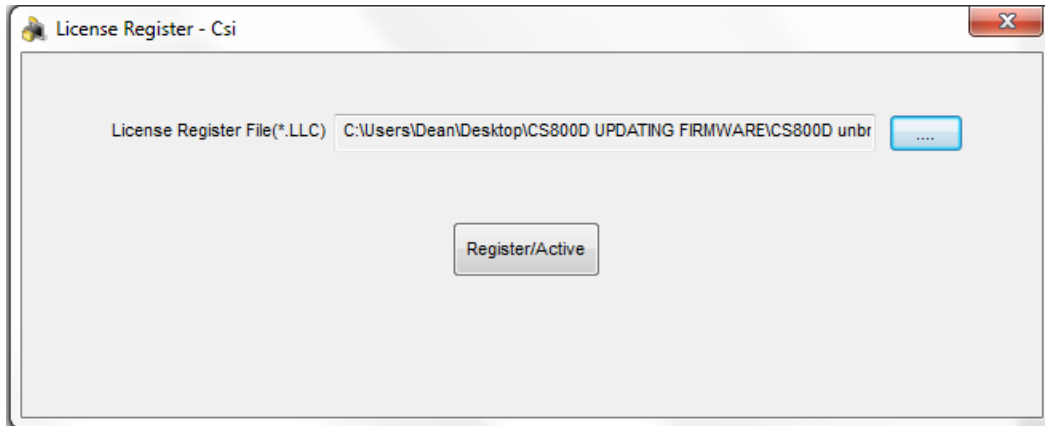 License Register - Csi
License Register File(*.LLC) C:\Users\Dean\Desktop\CS800D UPDATING FIRMWARE\CS800D unbr
....
Register/Active